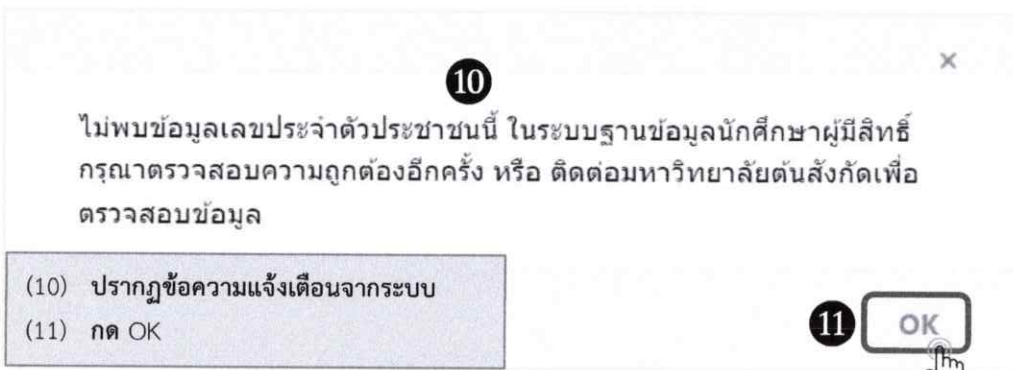 10
×
ไม่พบข้อมูลเลขประจำตัวประชาชนนี้ ในระบบฐานข้อมูลนักศึกษาผู้มีสิทธิ์
กรุณาตรวจสอบความถูกต้องอีกครั้ง หรือ ติดต่อมหาวิทยาลัยต้นสังกัดเพื่อ
ตรวจสอบข้อมูล
(10) ปรากฏข้อความแจ้งเตือนจากระบบ
(11) กด OK
11 OK